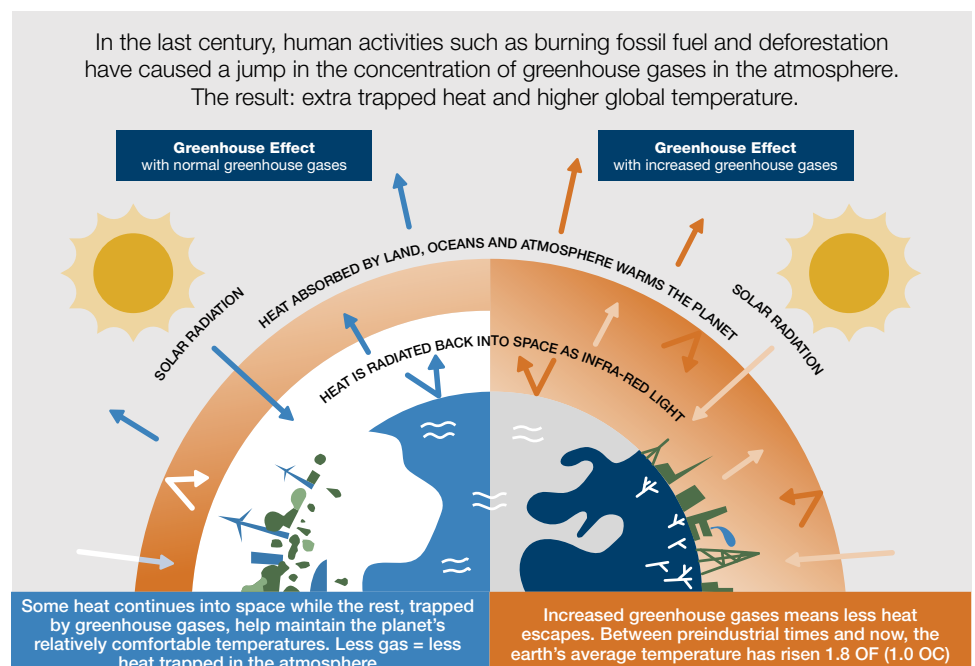 In the last century, human activities such as burning fossil fuel and deforestation
have caused a jump in the concentration of greenhouse gases in the atmosphere.
The result: extra trapped heat and higher global temperature.
Greenhouse Effect
with normal greenhouse gases
Greenhouse Effect
with increased greenhouse gases
HEAT ABSORBED BY LAND, OCEANS AND ATMOSPHERE WARMS THE PLANET
SOLAR RADIATION
SOLAR RADIATION
HEAT IS RADIATED BACK INTO SPACE AS INFRA-RED LIGHT
Some heat continues into space while the rest, trapped
by greenhouse gases, help maintain the planet's
relatively comfortable temperatures. Less gas = less
heat trapped in the atmosphere
Increased greenhouse gases means less heat
escapes. Between preindustrial times and now, the
earth's average temperature has risen 1.8 OF (1.0 OC)